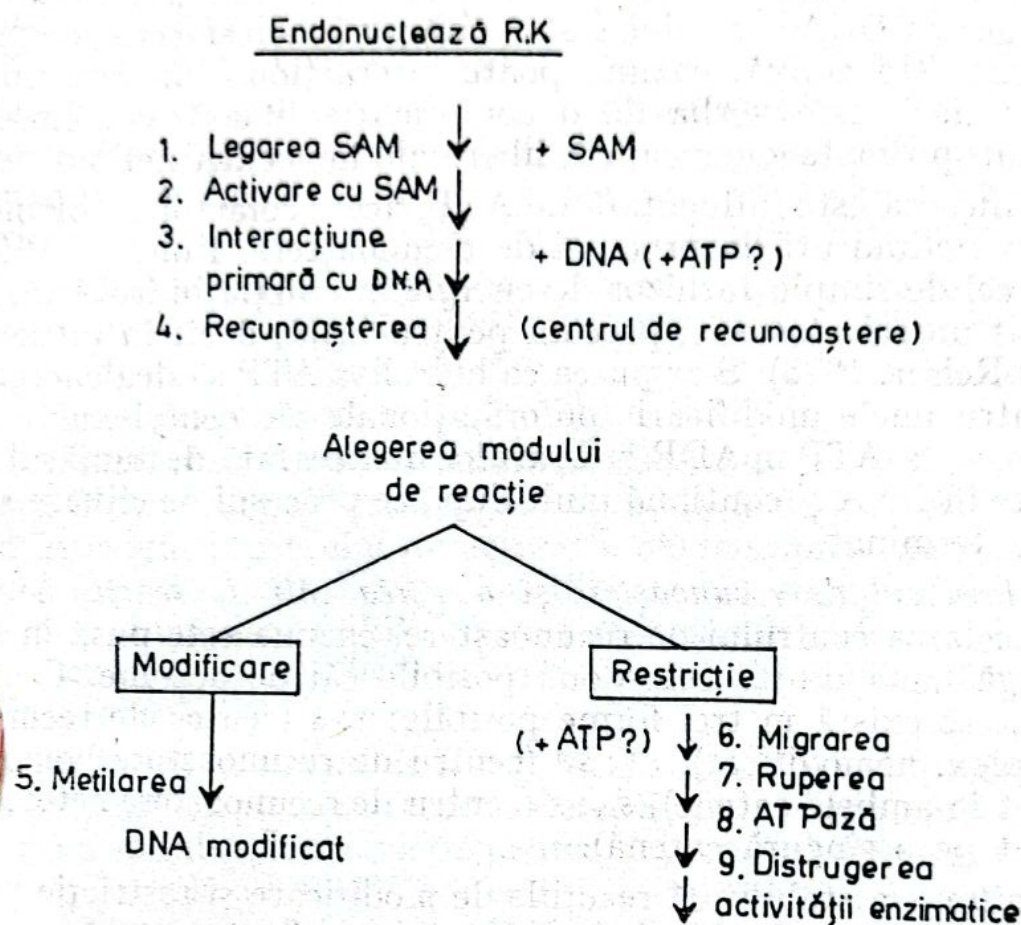 Endonuclează R.K
1. Legarea SAM + SAM
2. Activare cu SAM
3. Interacțiune
primară cu DNA + DNA (+ATP?)
4. Recunoașterea (centrul de recunoaștere)
Alegerea modului
de reacție
Modificare
Restricție
5. Metilarea
DNA modificat
(+ ATP?) 6. Migrarea
7. Ruperea
8. ATPază
9. Distrugerea
activității enzimatice